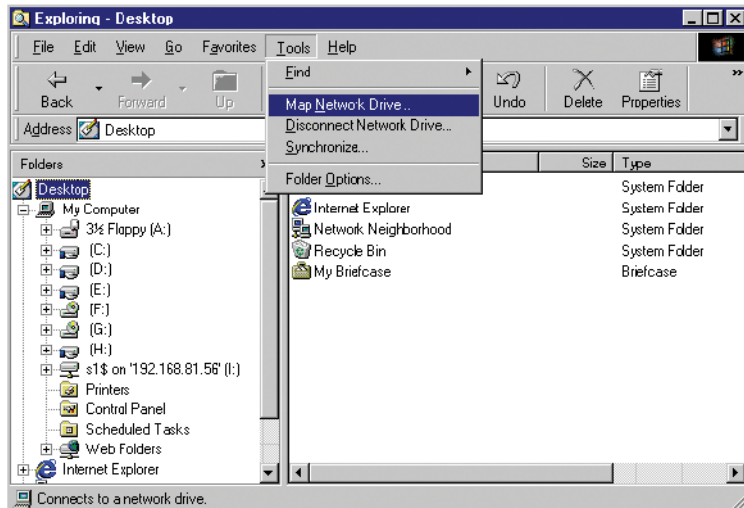 Exploring - Desktop
File Edit View Go Favorites Tools Help
Back Forward Up Undo Delete Properties »
Address Desktop
Find
Map Network Drive...
Disconnect Network Drive...
Synchronize...
Folder Options...
Folders
Size Type
Desktop
My Computer
3½ Floppy (A:)
(C:)
(D:)
(E:)
(F:)
(G:)
(H:)
s1$ on '192.168.81.56' (I:)
Printers
Control Panel
Scheduled Tasks
Web Folders
Internet Explorer
System Folder
Internet Explorer System Folder
Network Neighborhood System Folder
Recycle Bin System Folder
My Briefcase Briefcase
Connects to a network drive.